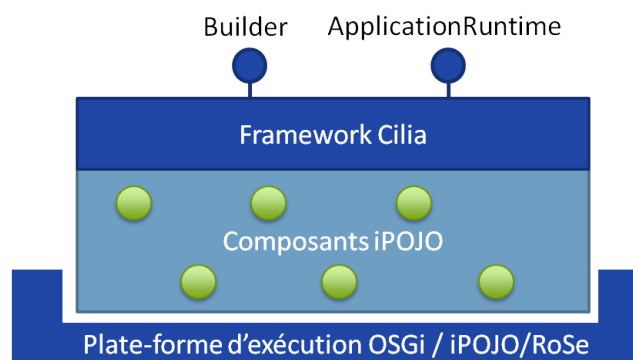 Builder
ApplicationRuntime
Framework Cilia
Composants iPOJO
Plate-forme d'exécution OSGi / iPOJO/RoSe